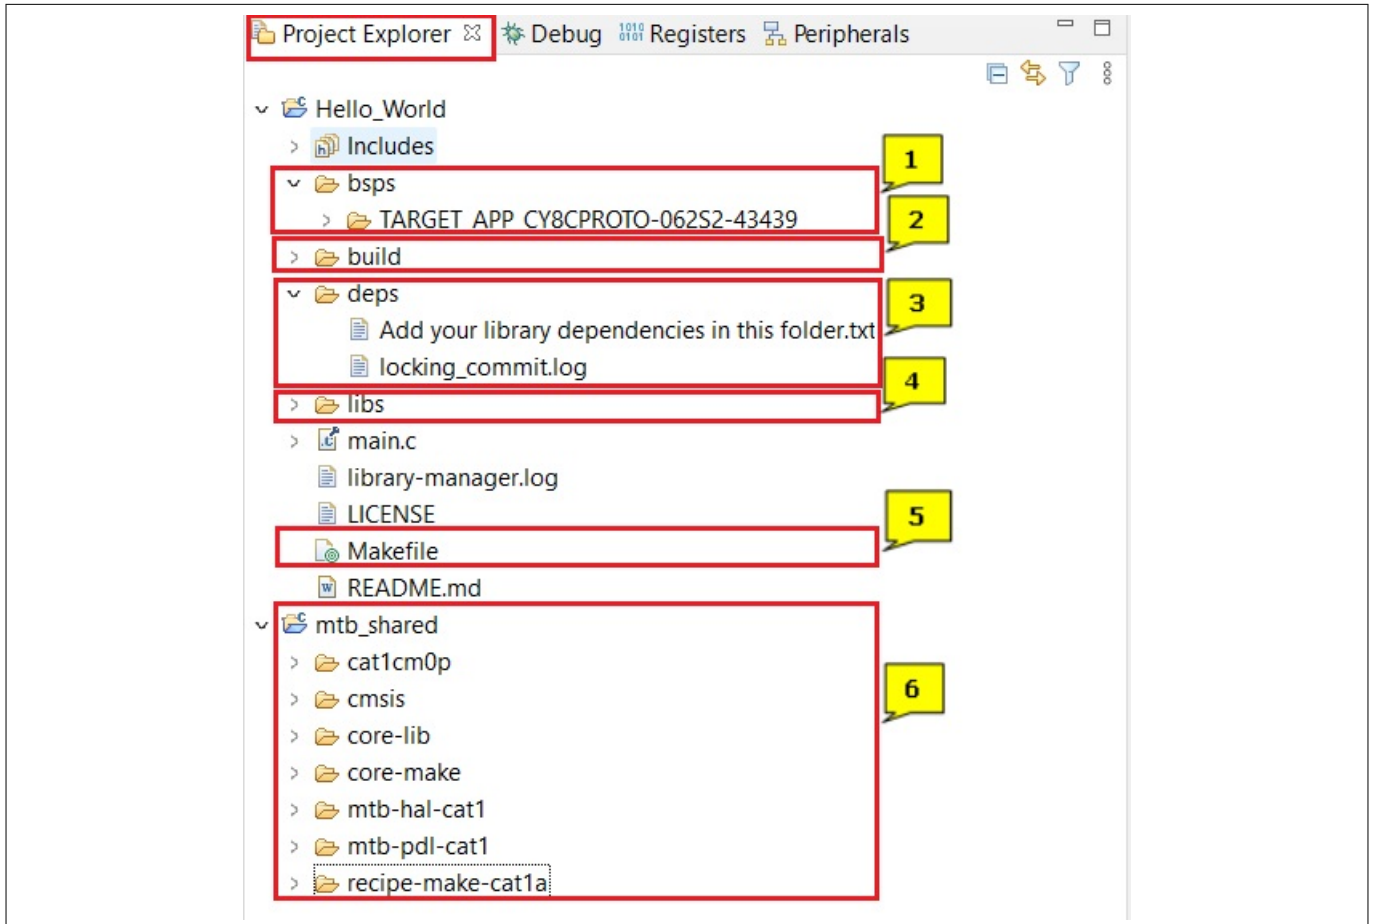 Project Explorer Debug Registers Peripherals
Hello_World
Includes
1
bsps
TARGET_APP_CY8CPROTO-062S2-43439
2
build
deps
3
Add your library dependencies in this folder.txt
locking_commit.log
4
libs
main.c
library-manager.log
LICENSE
5
Makefile
README.md
mtb_shared
cat1cm0p
6
cmsis
core-lib
core-make
mtb-hal-cat1
mtb-pdl-cat1
recipe-make-cat1a